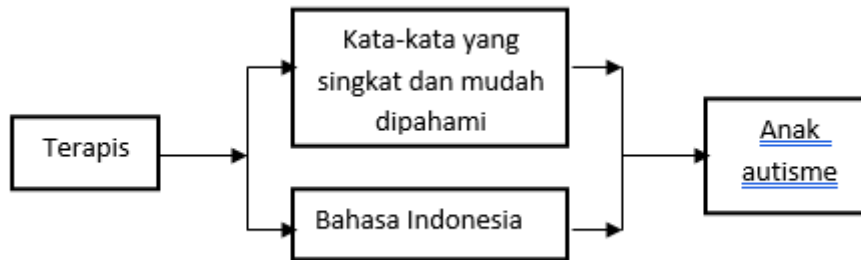 Terapis
Kata-kata yang
singkat dan mudah
dipahami
Bahasa Indonesia
Anak
autisme